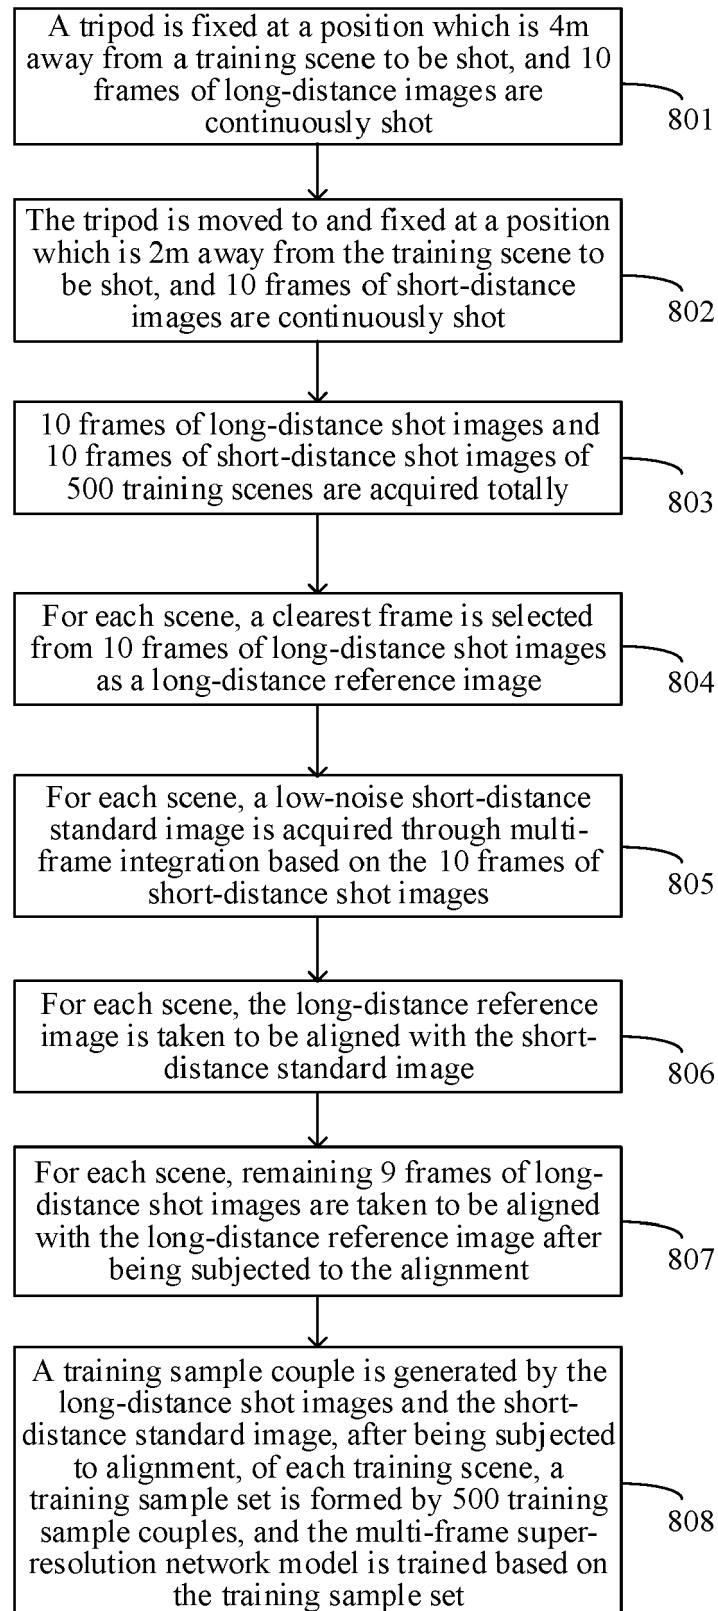 A tripod is fixed at a position which is 4m
away from a training scene to be shot, and 10
frames of long-distance images are
continuously shot
801
The tripod is moved to and fixed at a position
which is 2m away from the training scene to
be shot, and 10 frames of short-distance
images are continuously shot
802
10 frames of long-distance shot images and
10 frames of short-distance shot images of
500 training scenes are acquired totally
803
For each scene, a clearest frame is selected
from 10 frames of long-distance shot images
as a long-distance reference image
804
For each scene, a low-noise short-distance
standard image is acquired through multi-
frame integration based on the 10 frames of
short-distance shot images
805
For each scene, the long-distance reference
image is taken to be aligned with the short-
distance standard image
806
For each scene, remaining 9 frames of long-
distance shot images are taken to be aligned
with the long-distance reference image after
being subjected to the alignment
807
A training sample couple is generated by the
long-distance shot images and the short-
distance standard image, after being subjected
to alignment, of each training scene, a
training sample set is formed by 500 training
sample couples, and the multi-frame super-
resolution network model is trained based on
the training sample set
808